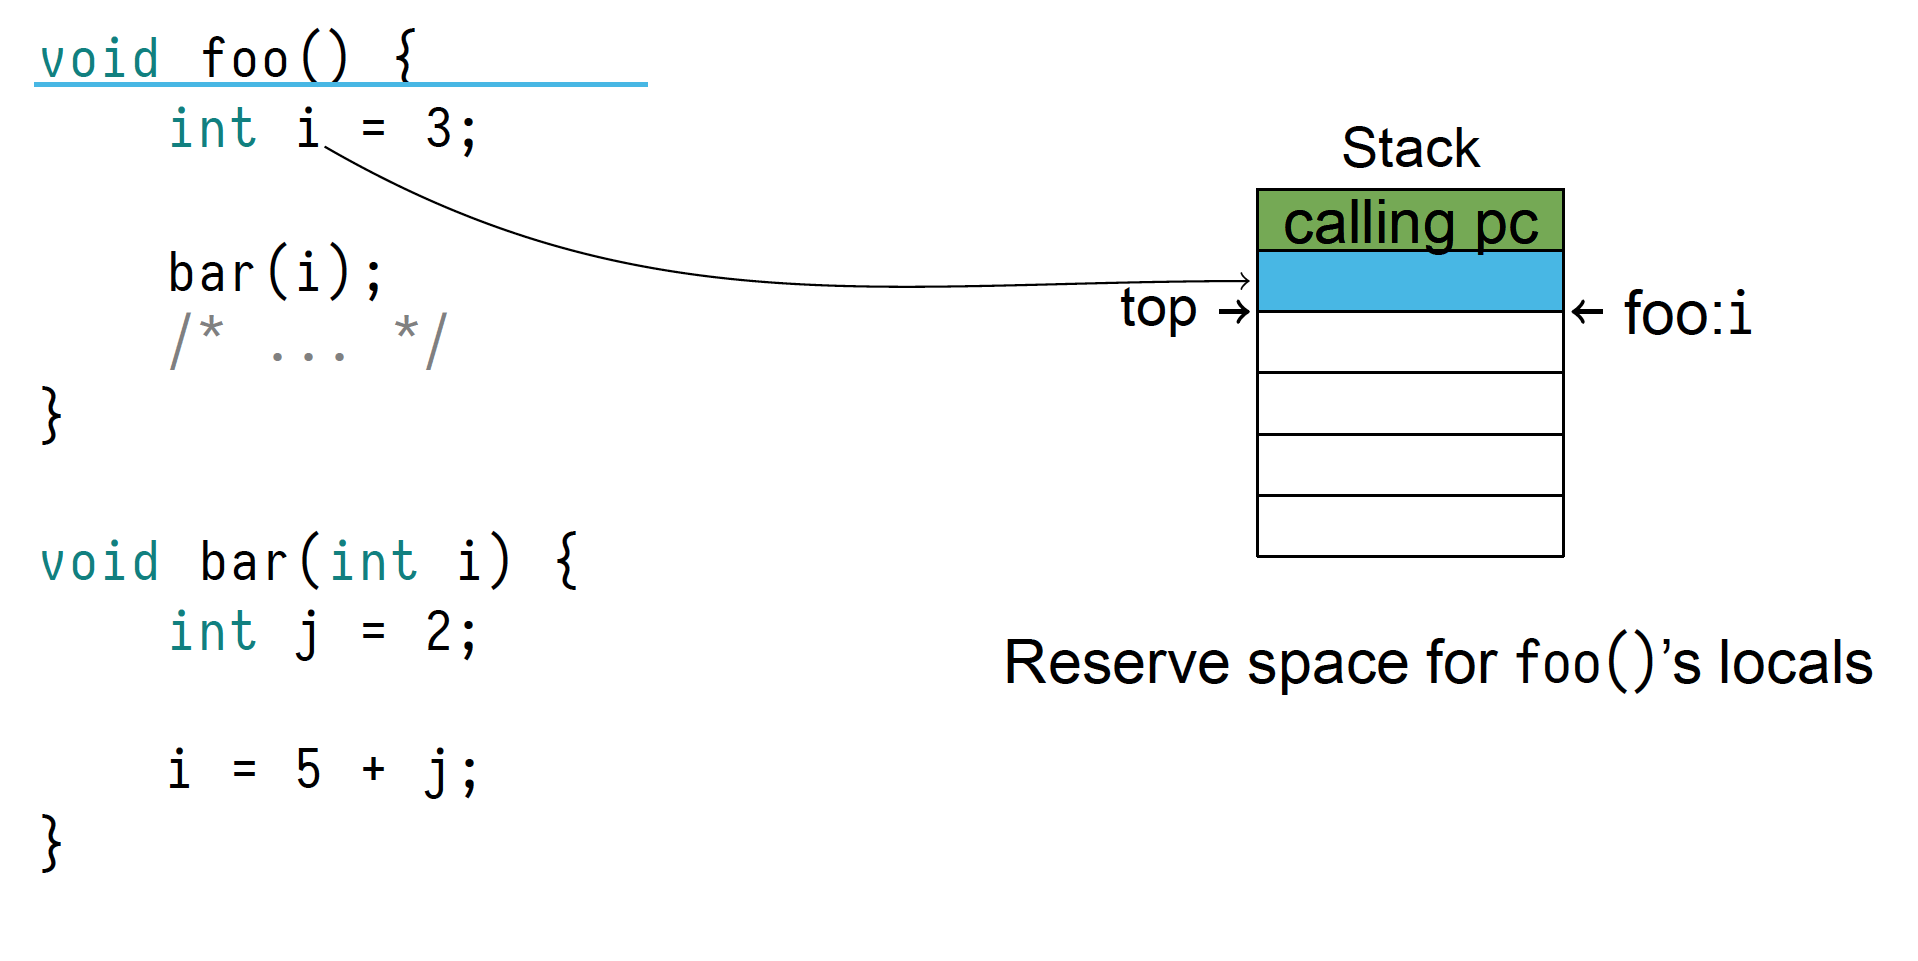 void foo() {
    int i = 3;
    bar(i);
    /* ... */
}
void bar(int i) {
    int j = 2;
    i = 5 + j;
}
Stack
calling pc
top
foo:i
Reserve space for foo()’s locals